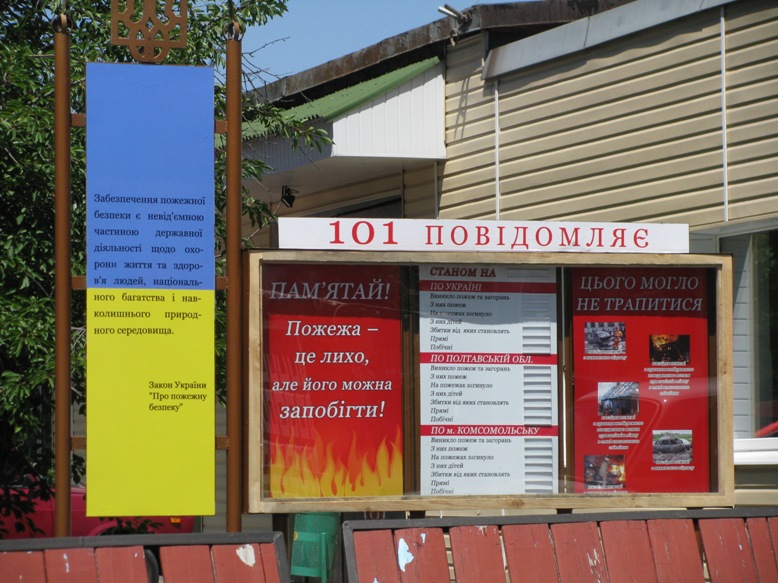 Забезпечення пожежної
безпеки є невід'ємною
частиною державної
діяльності щодо охо-
рони життя та здоро-
в'я людей, національ-
ного багатства і нав-
колишнього природ-
ного середовища.
Закон України
"Про пожежну
безпеку"
101 ПОВІДОМЛЯЄ
ПАМ'ЯТАЙ!
Пожежа –
це лихо,
але його можна
запобігти!
СТАНОМ НА
ПО УКРАЇНІ
Виникло пожеж та загорань
З них пожеж
На пожежах загинуло
З них дітей
Збитки від яких становлять
Прямі
Побічні
ПО ПОЛТАВСЬКІЙ ОБЛ.
Виникло пожеж та загорань
З них пожеж
На пожежах загинуло
З них дітей
Збитки від яких становлять
Прямі
Побічні
ПО м. КОМСОМОЛЬСЬКУ
Виникло пожеж та загорань
З них пожеж
На пожежах загинуло
З них дітей
Збитки від яких становлять
Прямі
Побічні
ЦЬОГО МОГЛО
НЕ ТРАПИТИСЯ